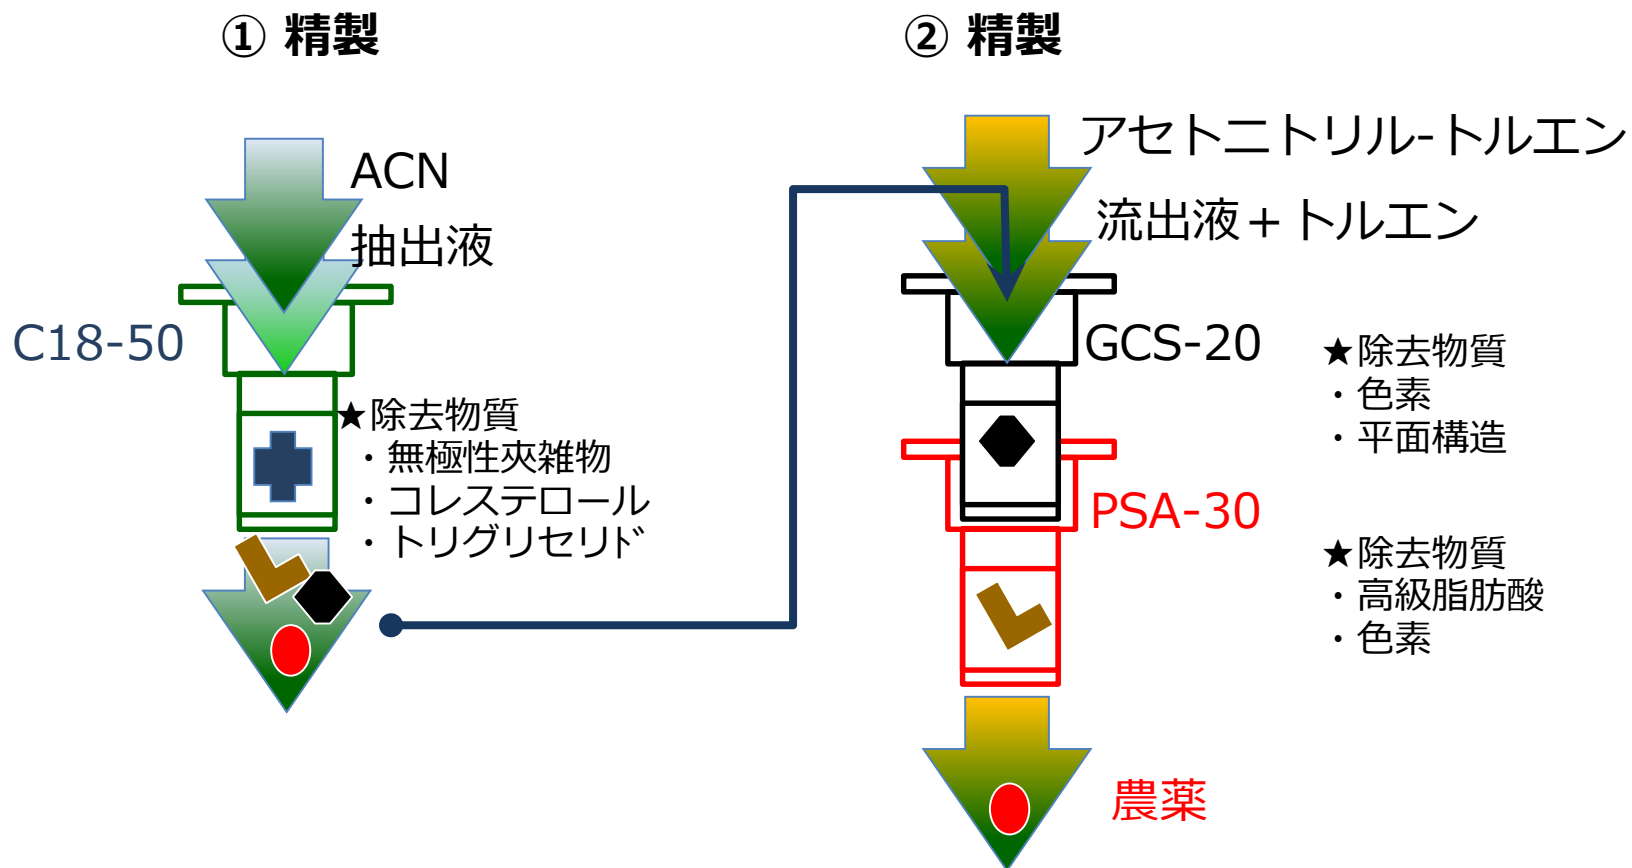 ① 精製
ACN
抽出液
C18-50
★除去物質
・無極性夾雑物
・コレステロール
・トリグリセリド
② 精製
アセトニトリル-トルエン
流出液+トルエン
GCS-20
★除去物質
・色素
・平面構造
PSA-30
★除去物質
・高級脂肪酸
・色素
農薬